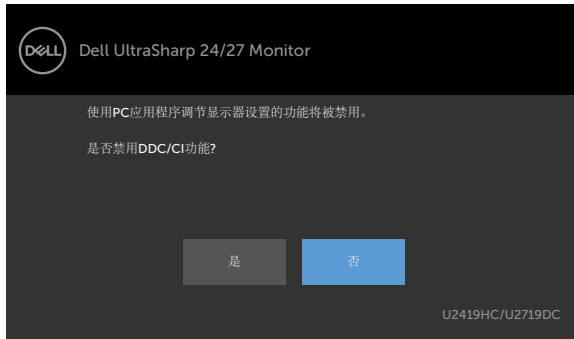 DELL
Dell UltraSharp 24/27 Monitor
使用PC应用程序调节显示器设置的功能将被禁用。
是否禁用DDC/CI功能?
是
否
U2419HC/U2719DC